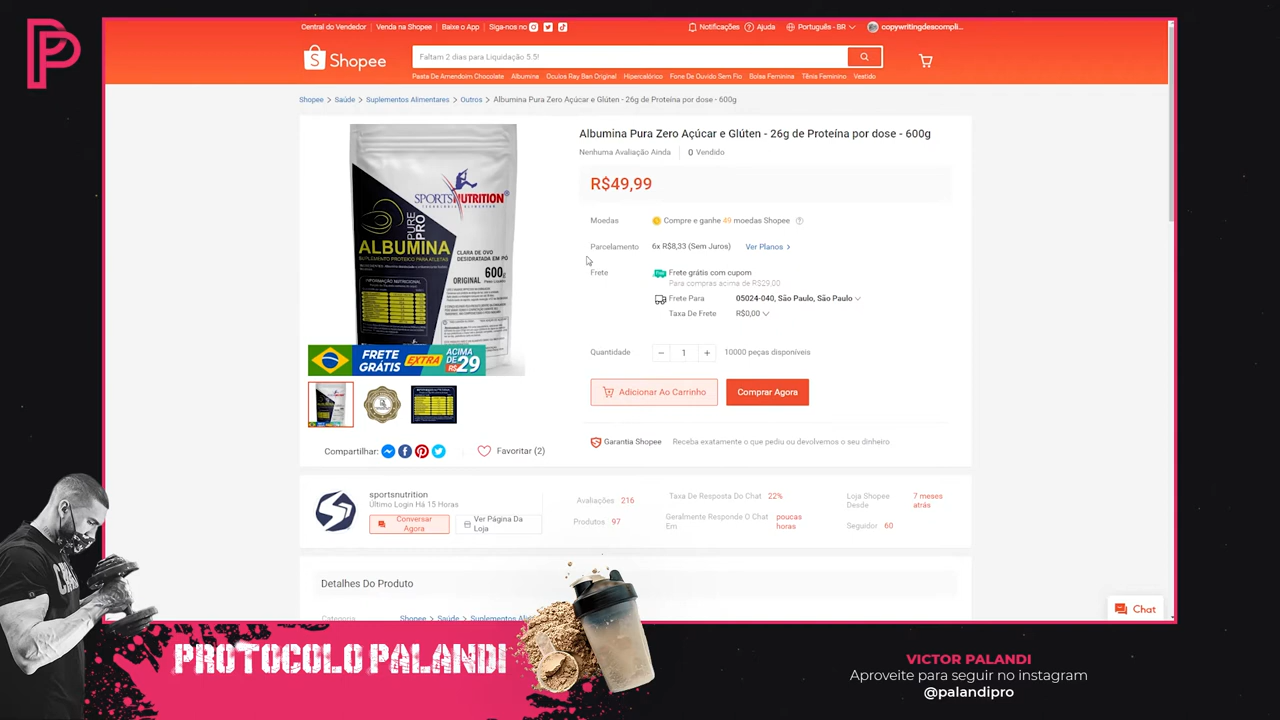 Central do Vendedor
Venda na Shopee
Baixe o App
Siga-nos no
Notificações
Ajuda
Português - BR
copywritingdescompli...
Shopee
Faltam 2 dias para Liquidação 5.5!
Pasta De Amendoim Chocolate Albumina Oculos Ray Ban Original Hipercalórico Fone De Ouvido Sem Fio Bolsa Feminina Tênis Feminino Vestido
Shopee > Saúde > Suplementos Alimentares > Outros > Albumina Pura Zero Açúcar e Glúten - 26g de Proteína por dose - 600g
SPORTSNUTRITION
PURE PRO
ALBUMINA
SUPLEMENTO PROTEICO PARA ATLETAS
CLARA DE OVO
DESIDRATADA EM PÓ
ORIGINAL 600g
INFORMAÇÃO NUTRICIONAL
FRETE GRÁTIS EXTRA ACIMA DE R$29
Albumina Pura Zero Açúcar e Glúten - 26g de Proteína por dose - 600g
Nenhuma Avaliação Ainda
0 Vendido
R$49,99
Moedas
Compre e ganhe 49 moedas Shopee
Parcelamento
6x R$8,33 (Sem Juros)
Ver Planos >
Frete
Frete grátis com cupom
Para compras acima de R$29,00
Frete Para
05024-040, São Paulo, São Paulo
Taxa De Frete
R$0,00
Quantidade
− 1 +
10000 peças disponíveis
Adicionar Ao Carrinho
Comprar Agora
Garantia Shopee
Receba exatamente o que pediu ou devolvemos o seu dinheiro
Compartilhar:
Favoritar (2)
sportsnutrition
Último Login Há 15 Horas
Conversar Agora
Ver Página Da Loja
Avaliações 216
Produtos 97
Taxa De Resposta Do Chat 22%
Geralmente Responde O Chat Em poucas horas
Loja Shopee Desde 7 meses atrás
Seguidor 60
Detalhes Do Produto
Categoria
Shopee > Saúde >
Chat
PROTOCOLO PALANDI
VICTOR PALANDI
Aproveite para seguir no instagram
@palandipro